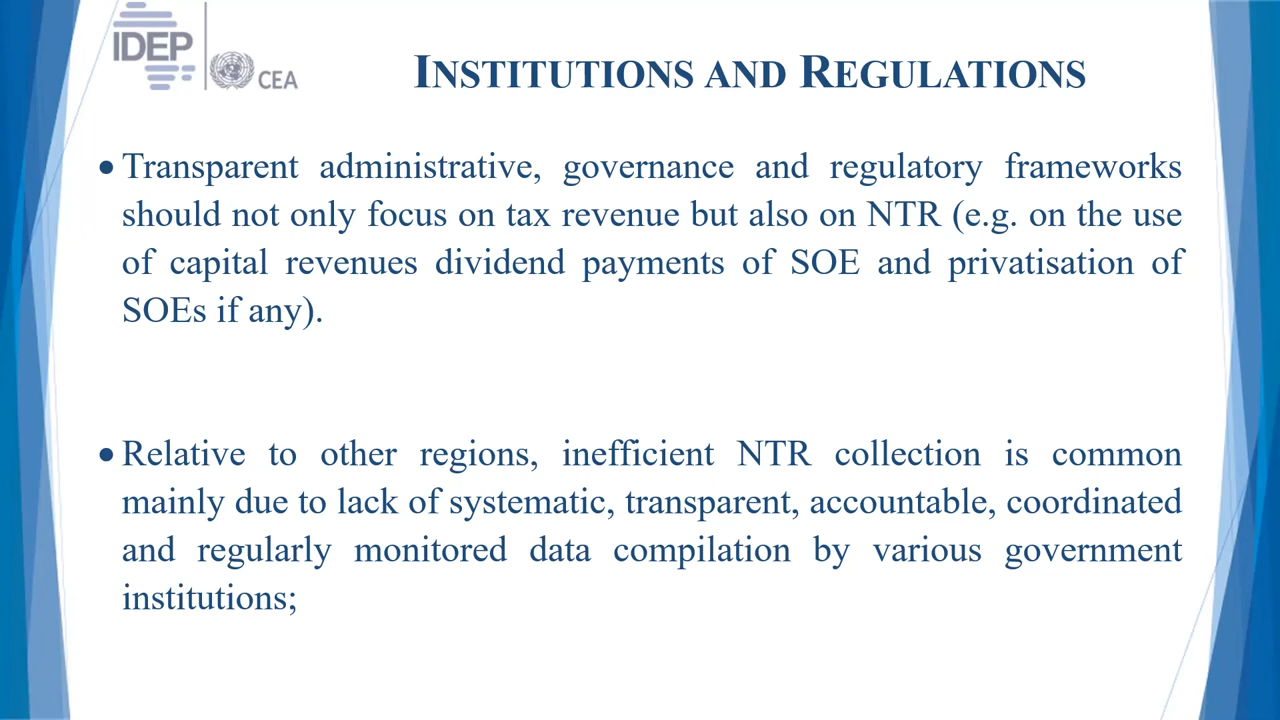 IDEP
CEA
INSTITUTIONS AND REGULATIONS
• Transparent administrative, governance and regulatory frameworks
should not only focus on tax revenue but also on NTR (e.g. on the use
of capital revenues dividend payments of SOE and privatisation of
SOEs if any).
• Relative to other regions, inefficient NTR collection is common
mainly due to lack of systematic, transparent, accountable, coordinated
and regularly monitored data compilation by various government
institutions;